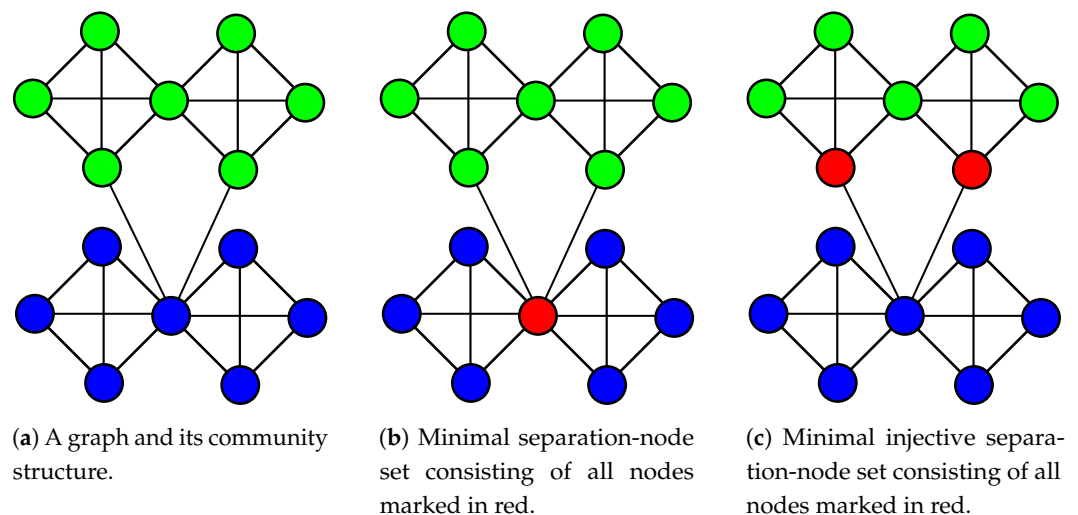 (a) A graph and its community
structure.
(b) Minimal separation-node
set consisting of all nodes
marked in red.
(c) Minimal injective separa-
tion-node set consisting of all
nodes marked in red.